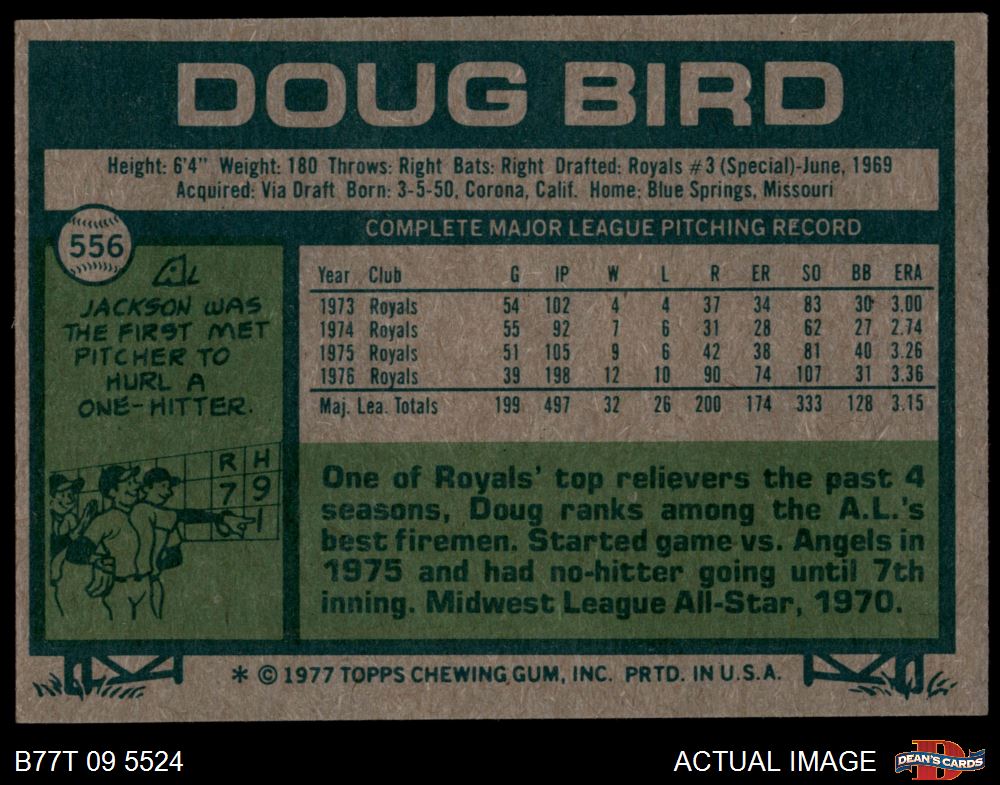 DOUG BIRD
Height: 6'4" Weight: 180 Throws: Right Bats: Right Drafted: Royals #3 (Special)-June, 1969
Acquired: Via Draft Born: 3-5-50, Corona, Calif. Home: Blue Springs, Missouri
556
AL
JACKSON WAS
THE FIRST MET
PITCHER TO
HURL A
ONE-HITTER.
R H
7 9
1
COMPLETE MAJOR LEAGUE PITCHING RECORD
Year Club G IP W L R ER SO BB ERA
1973 Royals 54 102 4 4 37 34 83 30 3.00
1974 Royals 55 92 7 6 31 28 62 27 2.74
1975 Royals 51 105 9 6 42 38 81 40 3.26
1976 Royals 39 198 12 10 90 74 107 31 3.36
Maj. Lea. Totals 199 497 32 26 200 174 333 128 3.15
One of Royals' top relievers the past 4
seasons, Doug ranks among the A.L.'s
best firemen. Started game vs. Angels in
1975 and had no-hitter going until 7th
inning. Midwest League All-Star, 1970.
* © 1977 TOPPS CHEWING GUM, INC. PRTD. IN U.S.A.
B77T 09 5524
ACTUAL IMAGE
D
DEAN'S CARDS